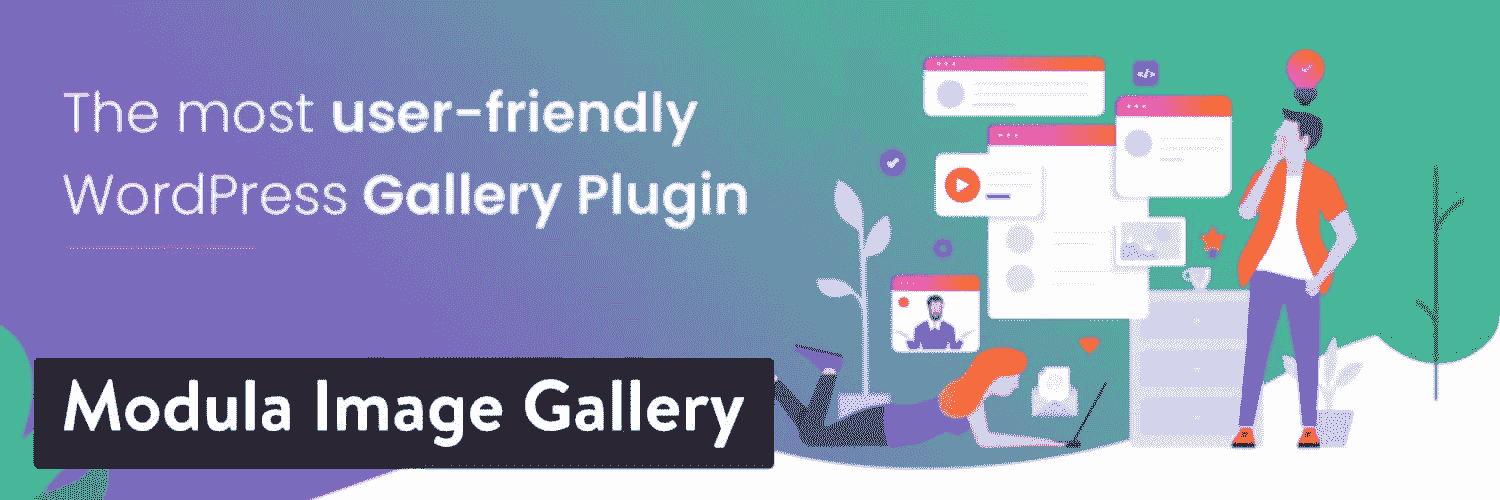 The most user-friendly
WordPress Gallery Plugin
</>
Modula Image Gallery